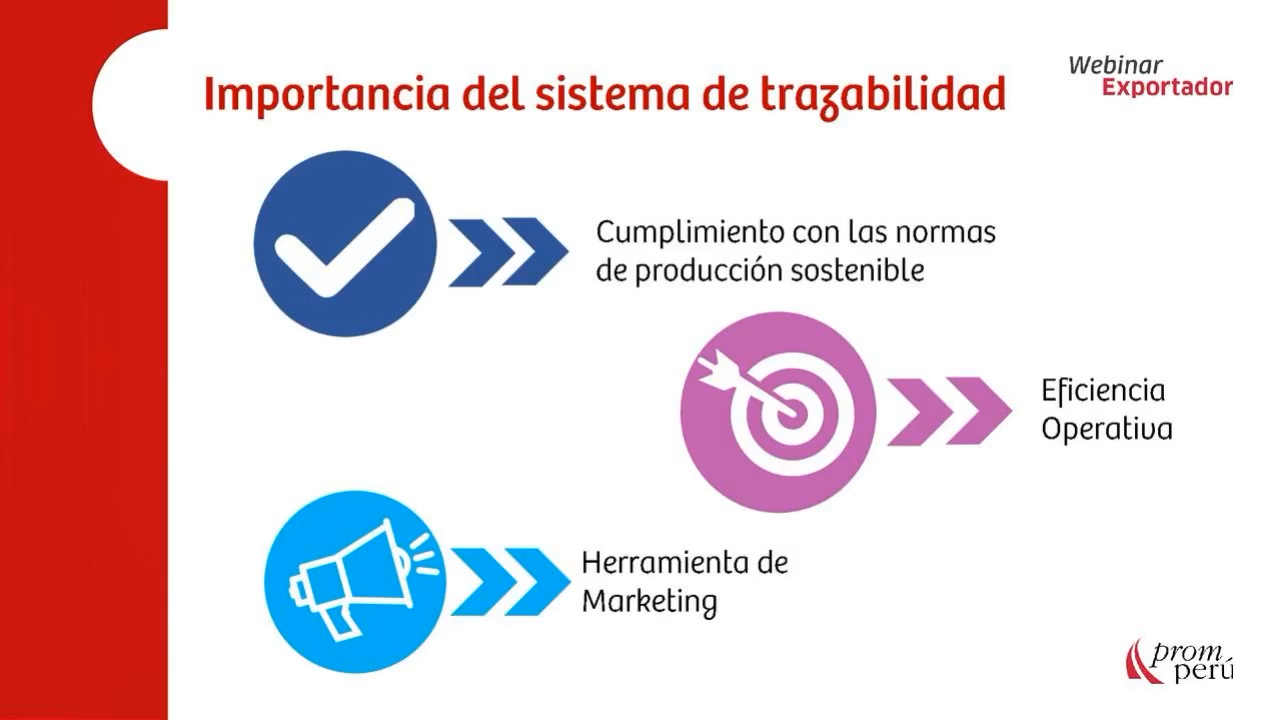 Importancia del sistema de trazabilidad
Webinar
Exportador
Cumplimiento con las normas
de producción sostenible
Eficiencia
Operativa
Herramienta de
Marketing
prom
perú